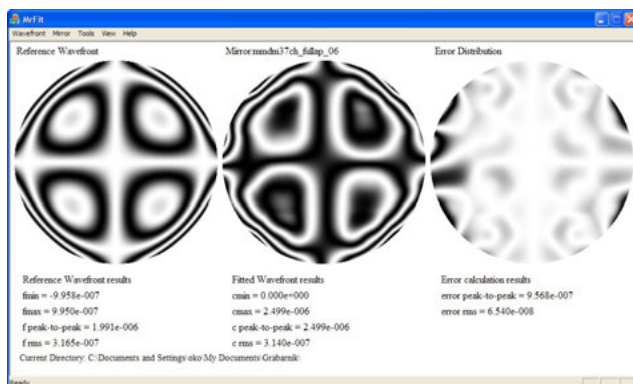 MrFit
Wavefront Mirror Tools View Help
Reference Wavefront Mirror:mmdm37ch_fullap_06 Error Distribution
Reference Wavefront results Fitted Wavefront results Error calculation results
fmin = -9.958e-007 cmin = 0.000e+000 error peak-to-peak = 9.568e-007
fmax = 9.950e-007 cmax = 2.499e-006 error rms = 6.540e-008
f peak-to-peak = 1.991e-006 c peak-to-peak = 2.499e-006
f rms = 3.165e-007 c rms = 3.140e-007
Current Directory: C:\Documents and Settings\oko\My Documents\Grabarnik\
Ready